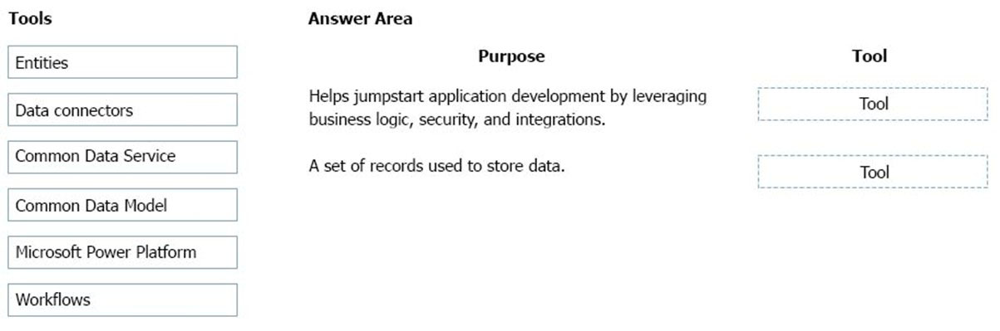 Tools
Entities
Data connectors
Common Data Service
Common Data Model
Microsoft Power Platform
Workflows
Answer Area
Purpose
Tool
Helps jumpstart application development by leveraging
business logic, security, and integrations.
Tool
A set of records used to store data.
Tool